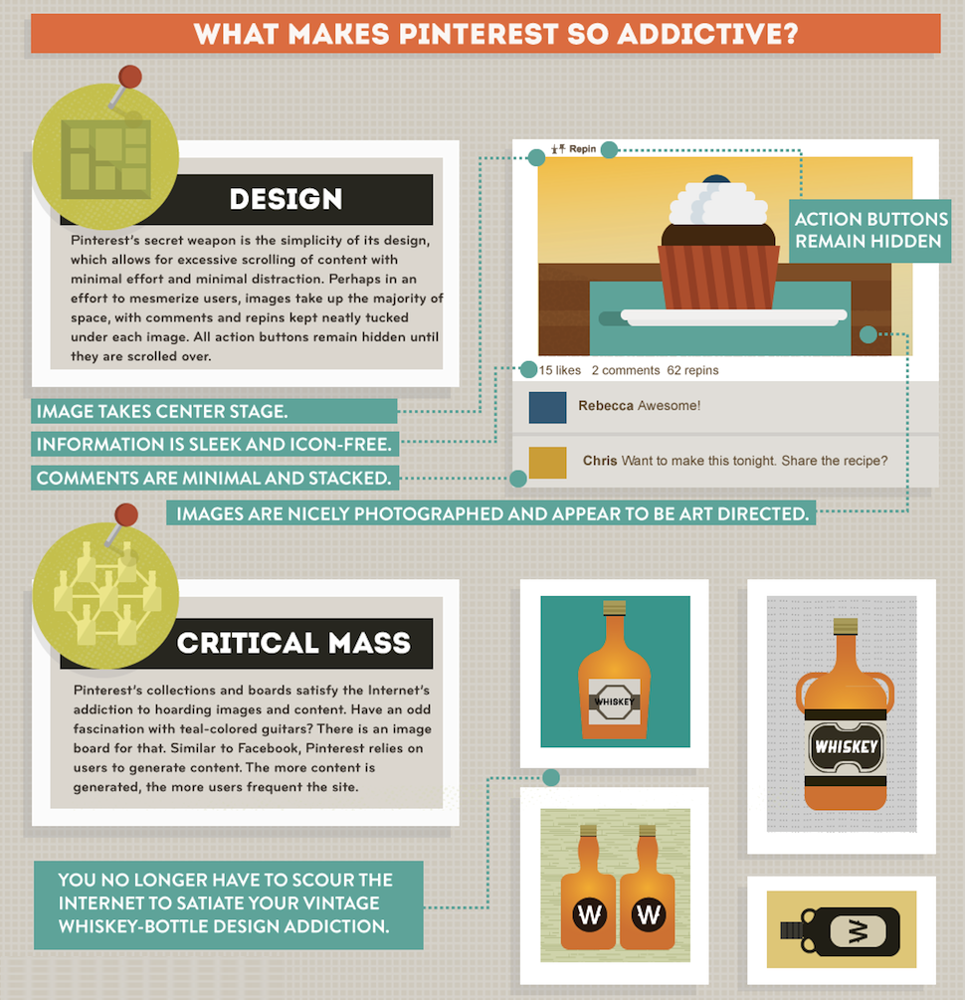 WHAT MAKES PINTEREST SO ADDICTIVE?
DESIGN
Pinterest's secret weapon is the simplicity of its design,
which allows for excessive scrolling of content with
minimal effort and minimal distraction. Perhaps in an
effort to mesmerize users, images take up the majority of
space, with comments and repins kept neatly tucked
under each image. All action buttons remain hidden until
they are scrolled over.
Repin
ACTION BUTTONS
REMAIN HIDDEN
15 likes 2 comments 62 repins
Rebecca Awesome!
Chris Want to make this tonight. Share the recipe?
IMAGE TAKES CENTER STAGE.
INFORMATION IS SLEEK AND ICON-FREE.
COMMENTS ARE MINIMAL AND STACKED.
IMAGES ARE NICELY PHOTOGRAPHED AND APPEAR TO BE ART DIRECTED.
CRITICAL MASS
Pinterest's collections and boards satisfy the Internet's
addiction to hoarding images and content. Have an odd
fascination with teal-colored guitars? There is an image
board for that. Similar to Facebook, Pinterest relies on
users to generate content. The more content is
generated, the more users frequent the site.
WHISKEY
WHISKEY
YOU NO LONGER HAVE TO SCOUR THE
INTERNET TO SATIATE YOUR VINTAGE
WHISKEY-BOTTLE DESIGN ADDICTION.
W W
W